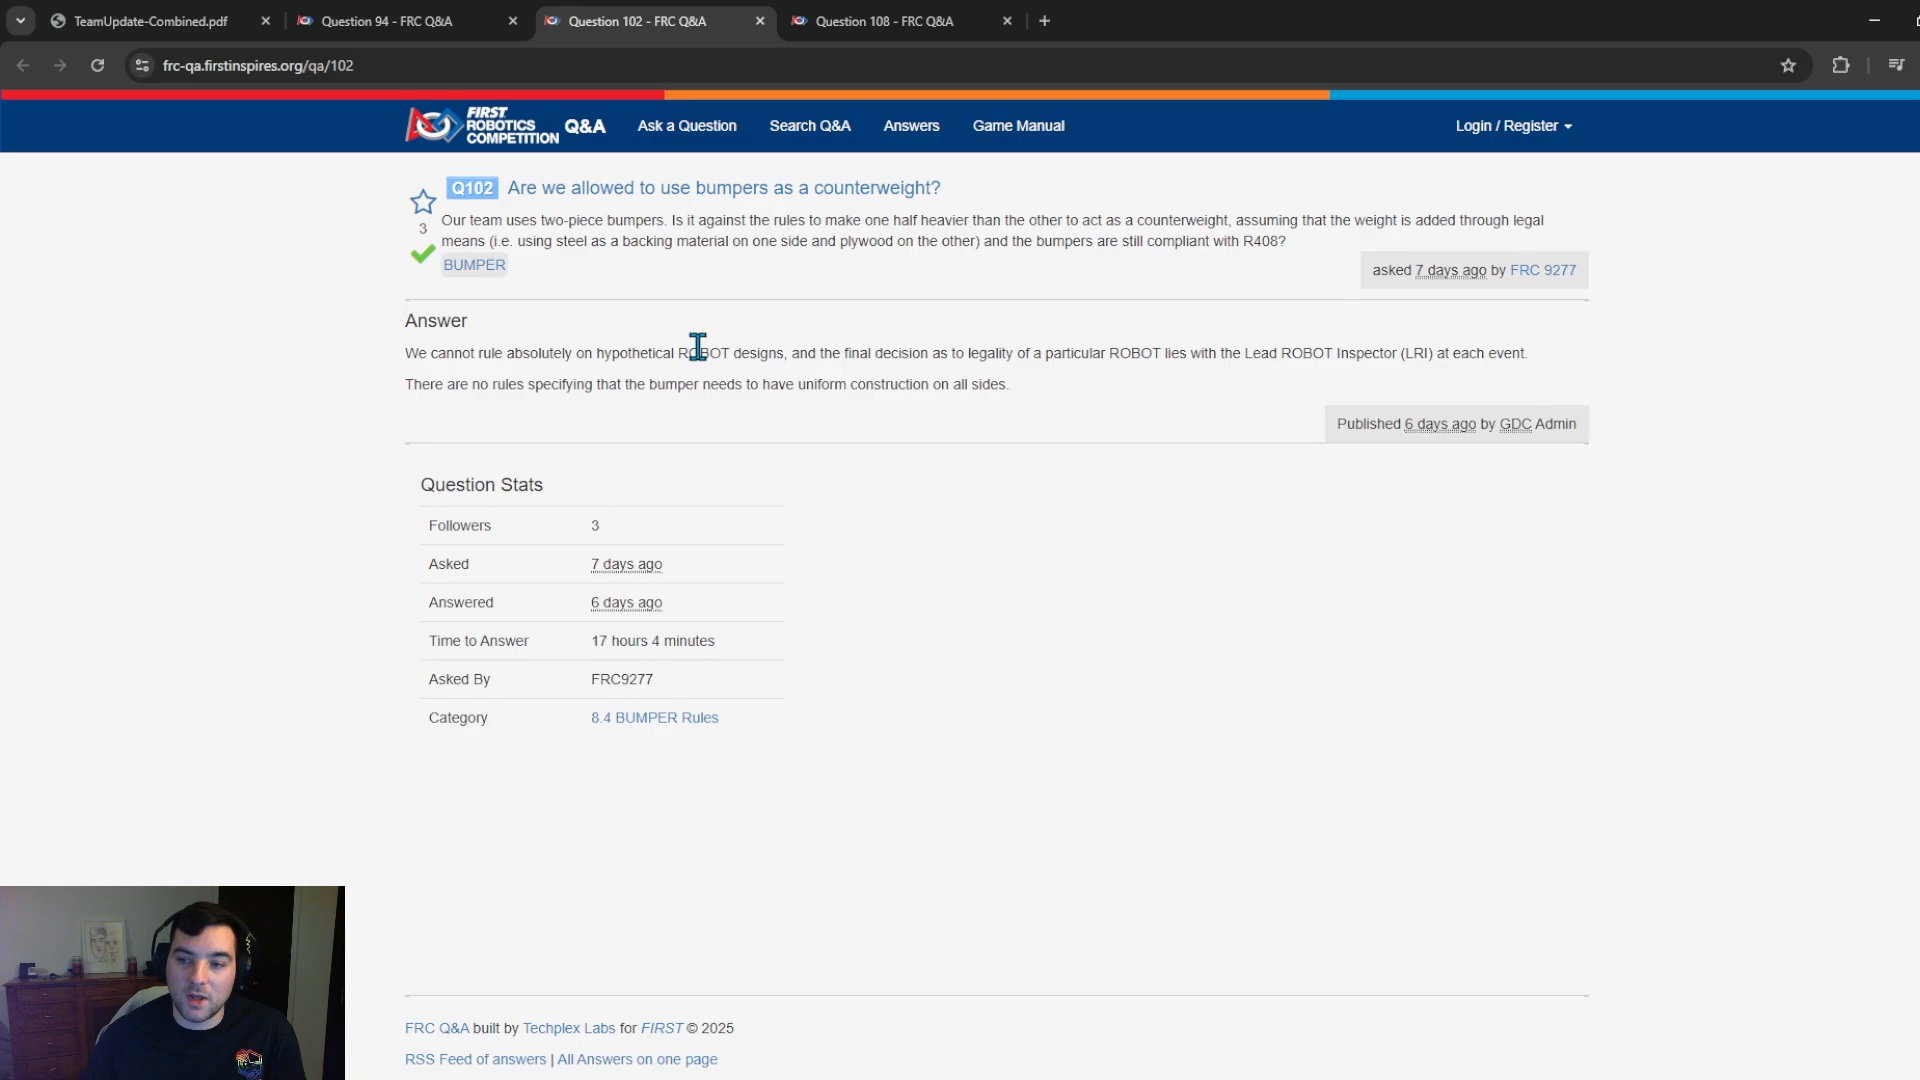 TeamUpdate-Combined.pdf
Question 94 - FRC Q&A
Question 102 - FRC Q&A
Question 108 - FRC Q&A
frc-qa.firstinspires.org/qa/102
FIRST
ROBOTICS
COMPETITION
Q&A
Ask a Question
Search Q&A
Answers
Game Manual
Login / Register
Q102 Are we allowed to use bumpers as a counterweight?
3
Our team uses two-piece bumpers. Is it against the rules to make one half heavier than the other to act as a counterweight, assuming that the weight is added through legal
means (i.e. using steel as a backing material on one side and plywood on the other) and the bumpers are still compliant with R408?
BUMPER
asked 7 days ago by FRC 9277
Answer
We cannot rule absolutely on hypothetical ROBOT designs, and the final decision as to legality of a particular ROBOT lies with the Lead ROBOT Inspector (LRI) at each event.
There are no rules specifying that the bumper needs to have uniform construction on all sides.
Published 6 days ago by GDC Admin
Question Stats
Followers 3
Asked 7 days ago
Answered 6 days ago
Time to Answer 17 hours 4 minutes
Asked By FRC9277
Category 8.4 BUMPER Rules
FRC Q&A built by Techplex Labs for FIRST © 2025
RSS Feed of answers | All Answers on one page